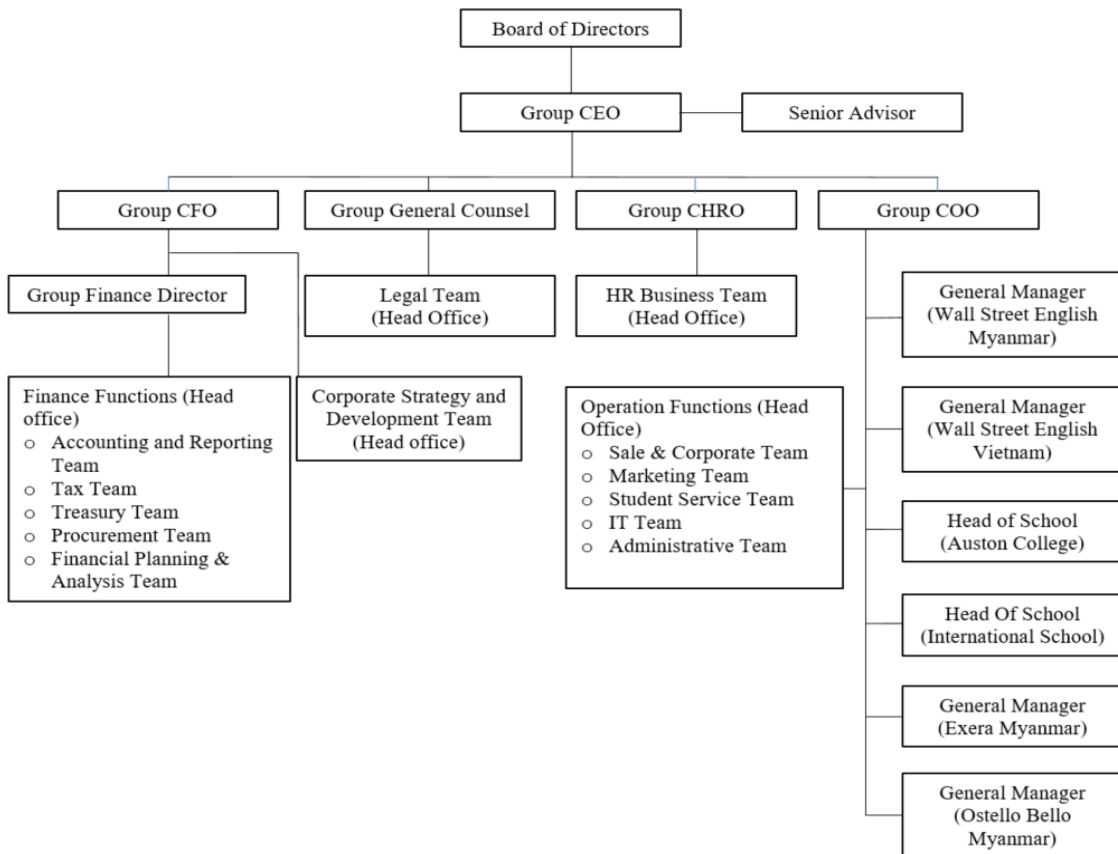 Board of Directors
Group CEO
Senior Advisor
Group CFO
Group General Counsel
Group CHRO
Group COO
Group Finance Director
Legal Team
(Head Office)
HR Business Team
(Head Office)
General Manager
(Wall Street English
Myanmar)
Finance Functions (Head
office)
o Accounting and Reporting
Team
o Tax Team
o Treasury Team
o Procurement Team
o Financial Planning &
Analysis Team
Corporate Strategy and
Development Team
(Head office)
Operation Functions (Head
Office)
o Sale & Corporate Team
o Marketing Team
o Student Service Team
o IT Team
o Administrative Team
General Manager
(Wall Street English
Vietnam)
Head of School
(Auston College)
Head Of School
(International School)
General Manager
(Exera Myanmar)
General Manager
(Ostello Bello
Myanmar)